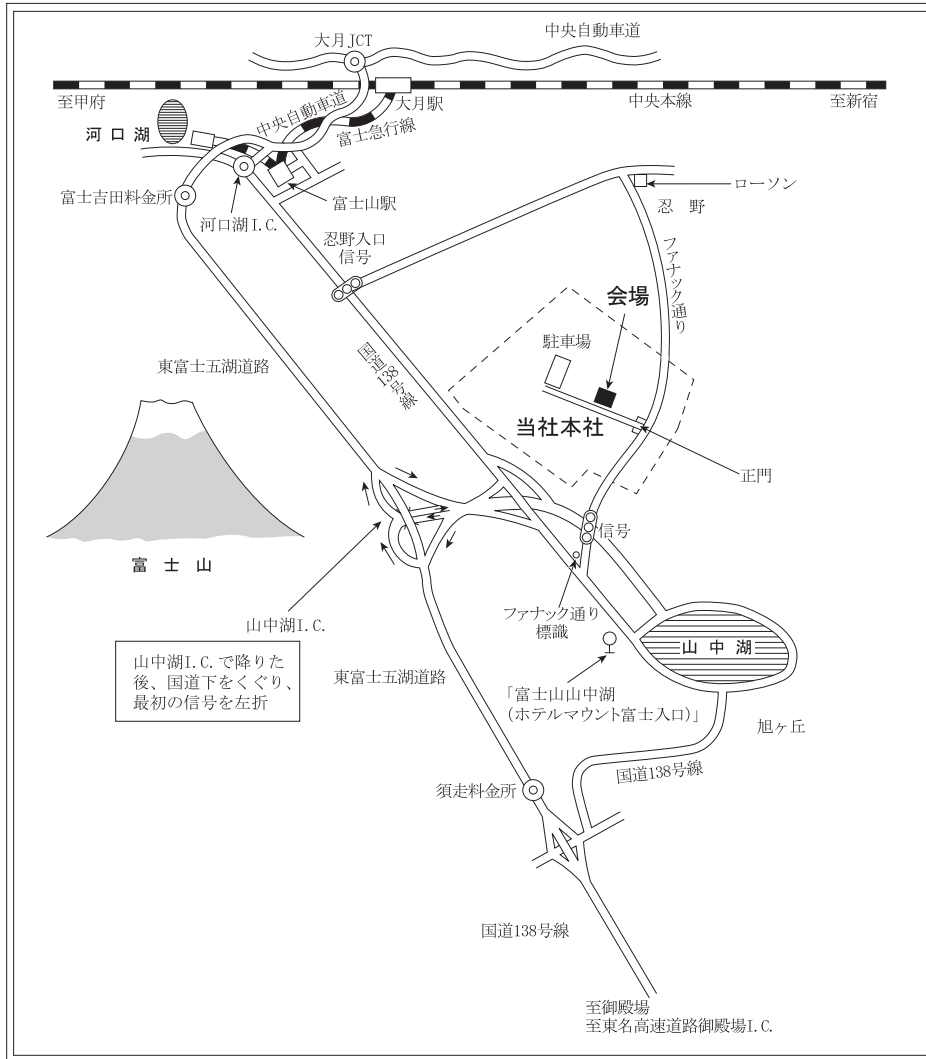 中央自動車道
大月JCT
至甲府
大月駅
中央本線
至新宿
中央自動車道
富士急行線
河口湖
富士吉田料金所
河口湖I.C.
富士山駅
ローソン
忍野
忍野入口
信号
ファナック通り
会場
駐車場
国道138号線
東富士五湖道路
当社本社
正門
信号
富士山
山中湖I.C.
ファナック通り
標識
山中湖
山中湖I.C.で降りた
後、国道下をくぐり、
最初の信号を左折
東富士五湖道路
「富士山山中湖
(ホテルマウント富士入口)」
旭ヶ丘
国道138号線
須走料金所
国道138号線
至御殿場
至東名高速道路御殿場I.C.